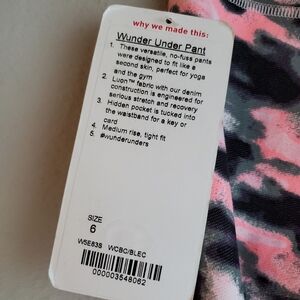 why we made this:
Wunder Under Pant
1. These versatile, no-fuss pants
were designed to fit like a
second skin, perfect for yoga
and the gym
2. Luon™ fabric with our denim
construction is engineered for
serious stretch and recovery
3. Hidden pocket is tucked into
the waistband for a key or
card
4. Medium rise, tight fit
5. #wunderunders
SIZE
6
W5E83S WCBC/BLEC
000003548062